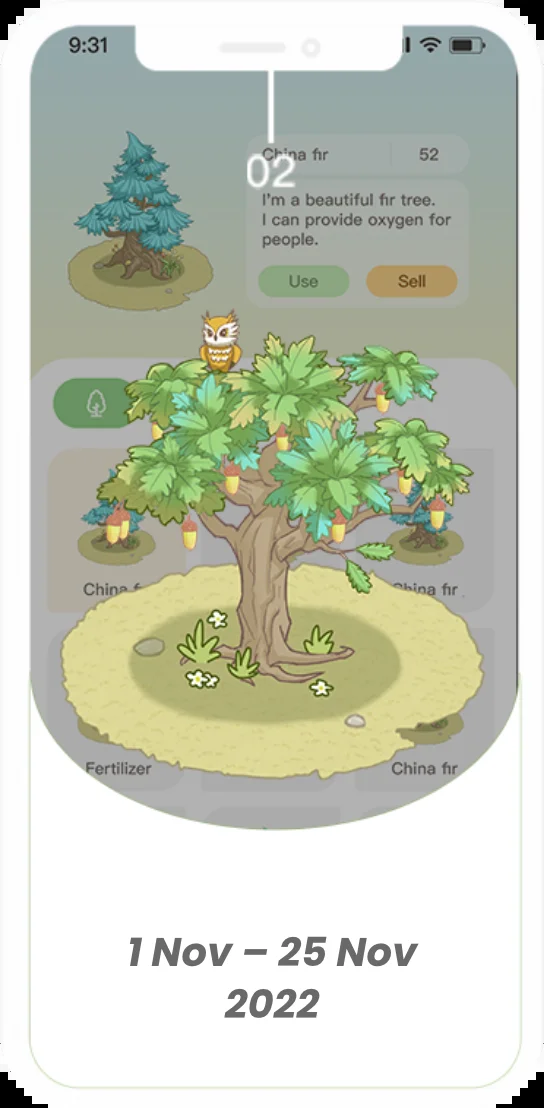 9:31
China fir 52
02
I'm a beautiful fir tree.
I can provide oxygen for
people.
Use Sell
China fir China fir
Fertilizer China fir
1 Nov – 25 Nov
2022